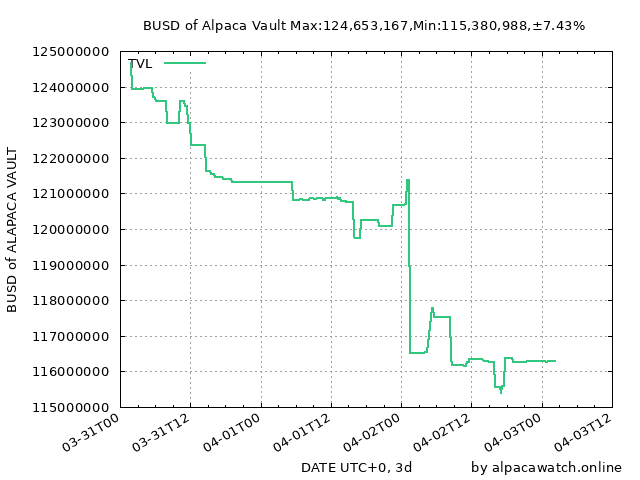 BUSD of Alpaca Vault Max:124,653,167,Min:115,380,988,±7.43%
TVL
125000000
124000000
123000000
122000000
121000000
120000000
119000000
118000000
117000000
116000000
115000000
BUSD of ALAPACA VAULT
03-31T00
03-31T12
04-01T00
04-01T12
04-02T00
04-02T12
04-03T00
04-03T12
DATE UTC+0, 3d
by alpacawatch.online